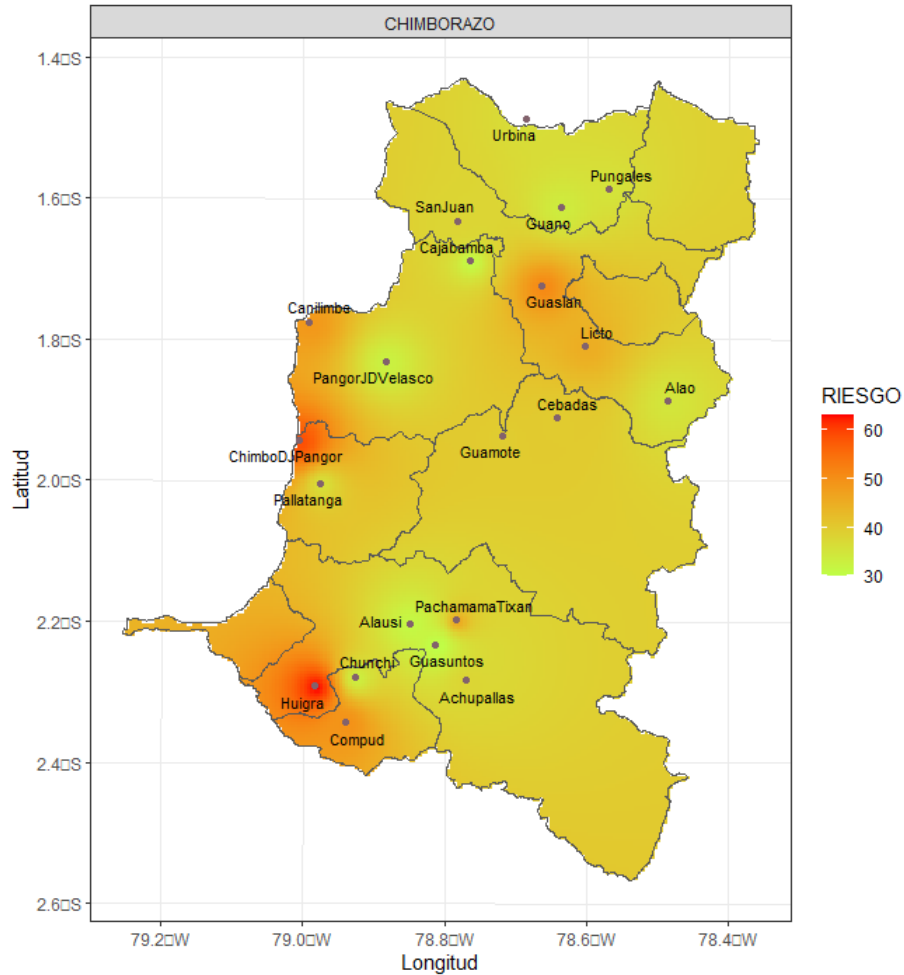 CHIMBORAZO
1.4□S
Urbina
Pungales
1.6□S
SanJuan
Guano
Cajabamba
Guaslan
Canilimbe
Licto
1.8□S
PangorJDVelasco
Alao
RIESGO
Cebadas
60
ChimboDJPangor
Guamote
50
Latitud
2.0□S
Pallatanga
40
30
PachamamaTixan
2.2□S
Alausi
Chunchi
Guasuntos
Achupallas
Huigra
Compud
2.4□S
2.6□S
79.2□W
79.0□W
78.8□W
78.6□W
78.4□W
Longitud